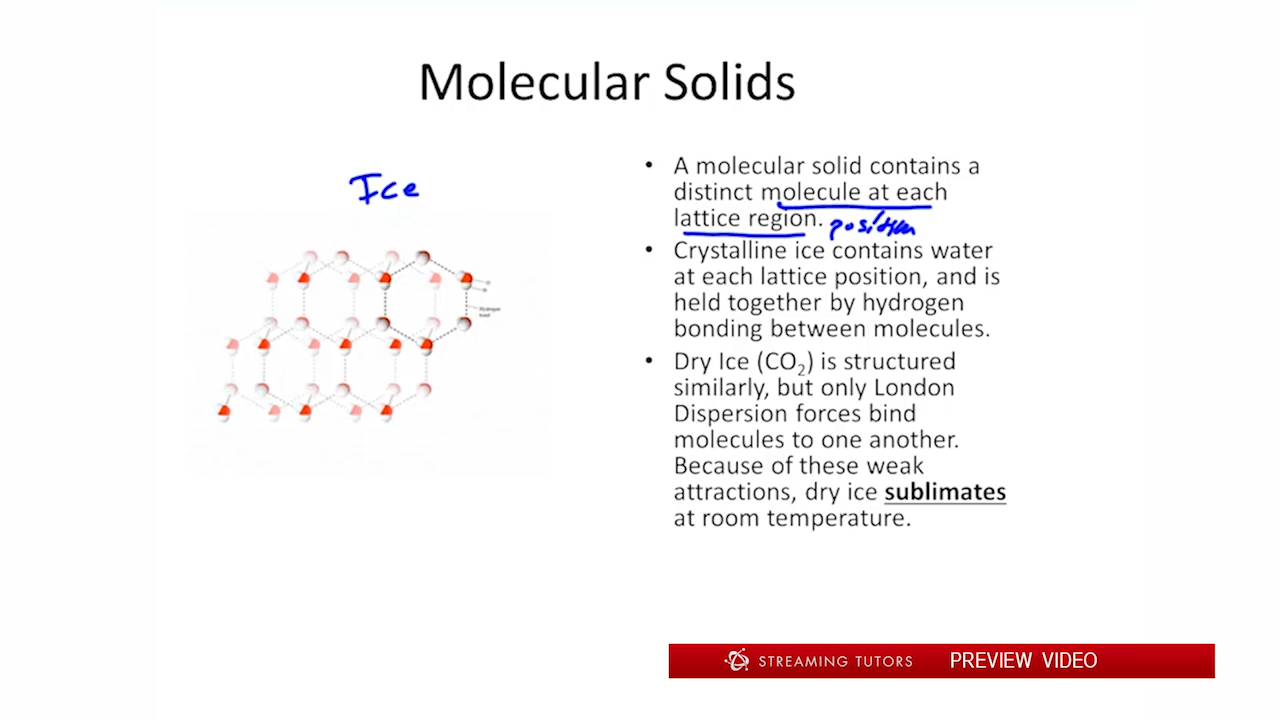 Molecular Solids
Ice
Hydrogen
bond
• A molecular solid contains a
distinct molecule at each
lattice region. position
• Crystalline ice contains water
at each lattice position, and is
held together by hydrogen
bonding between molecules.
• Dry Ice (CO₂) is structured
similarly, but only London
Dispersion forces bind
molecules to one another.
Because of these weak
attractions, dry ice sublimates
at room temperature.
STREAMING TUTORS PREVIEW VIDEO